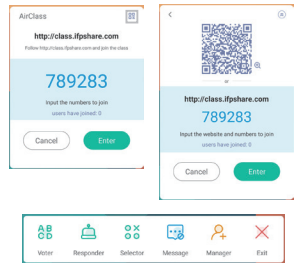 AirClass
http://class.ifpshare.com
Follow http://class.ifpshare.com and join the class
789283
Input the numbers to join
users have joined: 0
Cancel
Enter
or
http://class.ifpshare.com
789283
Input the website and numbers to join
users have joined: 0
Cancel
Enter
AB
CD
Voter
Responder
Selector
Message
Manager
Exit